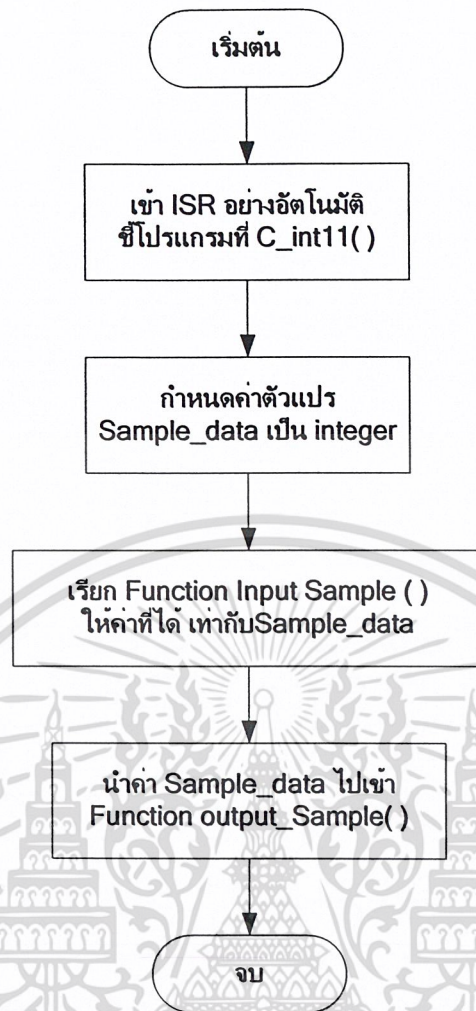 เริ่มต้น
เข้า ISR อย่างอัตโนมัติ
ชี้โปรแกรมที่ C_int11( )
กำหนดค่าตัวแปร
Sample_data เป็น integer
เรียก Function Input Sample ( )
ให้ค่าที่ได้ เท่ากับSample_data
นำค่า Sample_data ไปเข้า
Function output_Sample( )
จบ